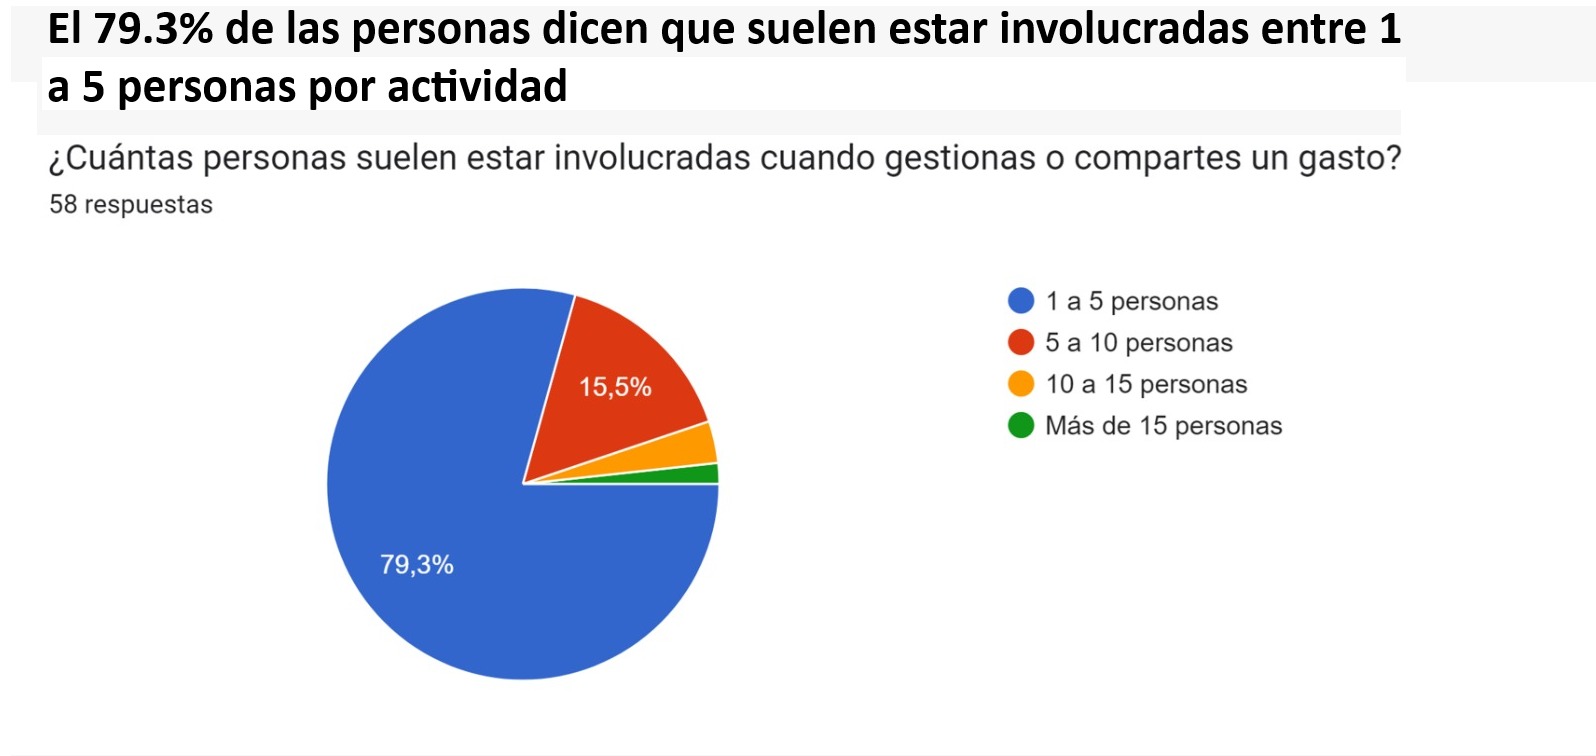 El 79.3% de las personas dicen que suelen estar involucradas entre 1
a 5 personas por actividad
¿Cuántas personas suelen estar involucradas cuando gestionas o compartes un gasto?
58 respuestas
1 a 5 personas
5 a 10 personas
10 a 15 personas
Más de 15 personas
15,5%
79,3%